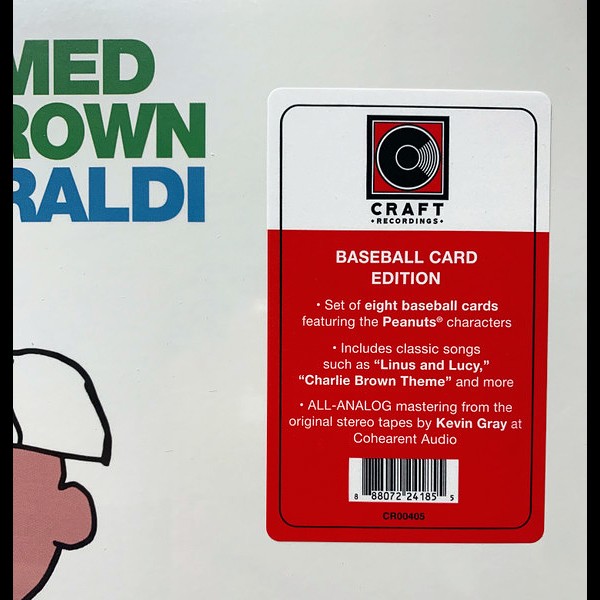 MED
ROWN
RALDI
CRAFT
• RECORDINGS •
BASEBALL CARD
EDITION
• Set of eight baseball cards
featuring the Peanuts® characters
• Includes classic songs
such as “Linus and Lucy,”
“Charlie Brown Theme” and more
• ALL-ANALOG mastering from the
original stereo tapes by Kevin Gray at
Cohearent Audio
8 88072 24185 5
CR00405